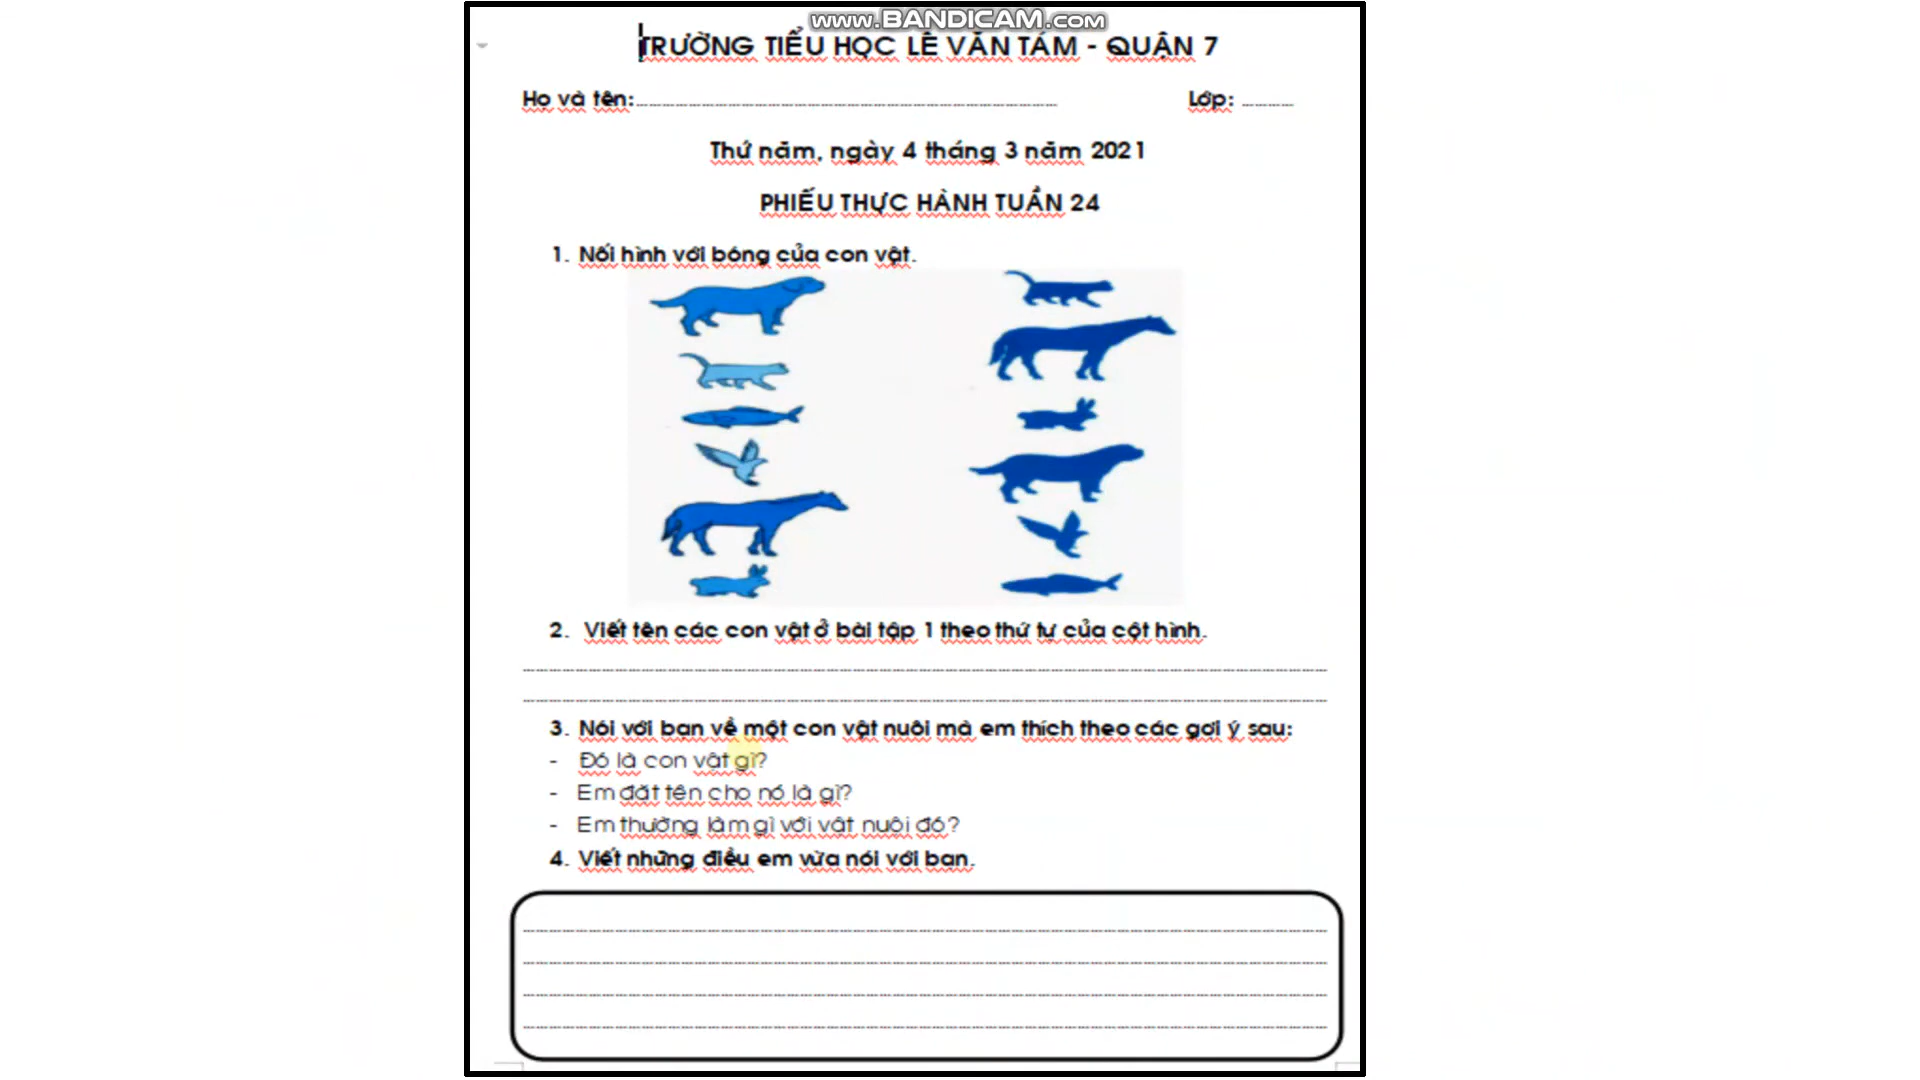 www.BANDICAM.com
TRƯỜNG TIỂU HỌC LÊ VĂN TÁM - QUẬN 7
Họ và tên: Lớp:
Thứ năm, ngày 4 tháng 3 năm 2021
PHIẾU THỰC HÀNH TUẦN 24
1. Nối hình với bóng của con vật.
2. Viết tên các con vật ở bài tập 1 theo thứ tự của cột hình.
3. Nói với bạn về một con vật nuôi mà em thích theo các gợi ý sau:
- Đó là con vật gì?
- Em đặt tên cho nó là gì?
- Em thường làm gì với vật nuôi đó?
4. Viết những điều em vừa nói với bạn.